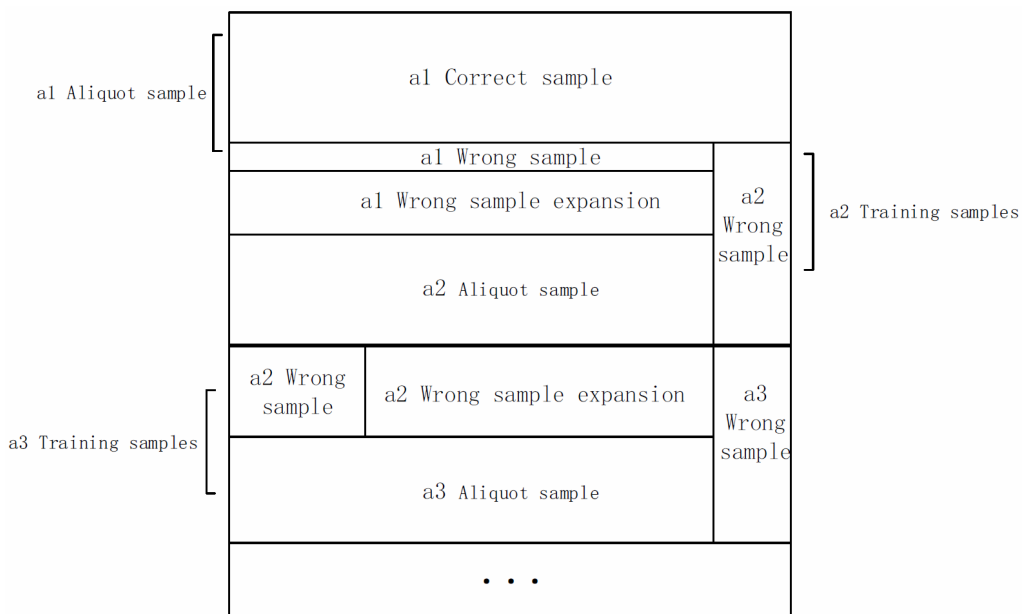 a1 Correct sample
a1 Aliquot sample
a1 Wrong sample
a1 Wrong sample expansion
a2
Wrong
sample
a2 Training samples
a2 Aliquot sample
a2 Wrong
sample
a2 Wrong sample expansion
a3
Wrong
sample
a3 Training samples
a3 Aliquot sample
...